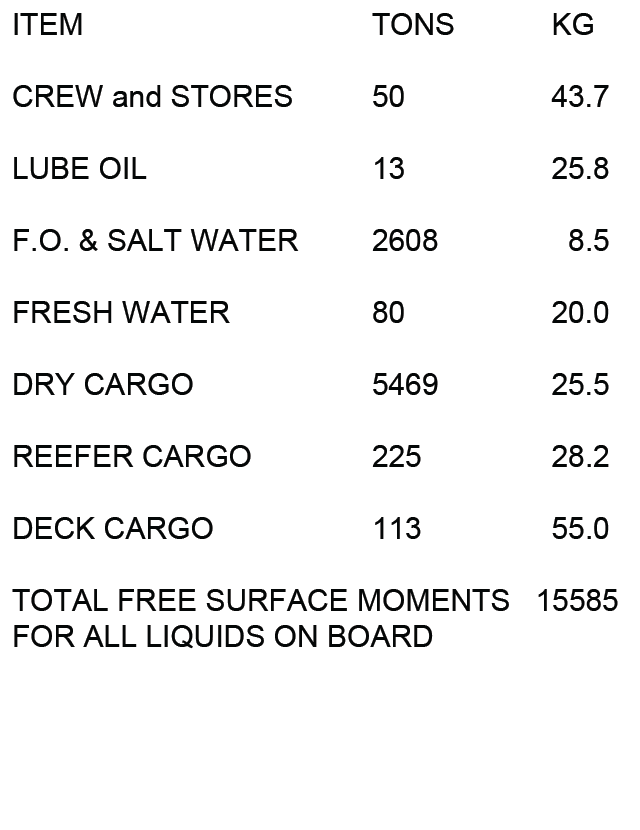 ITEM TONS KG
CREW and STORES 50 43.7
LUBE OIL 13 25.8
F.O. & SALT WATER 2608 8.5
FRESH WATER 80 20.0
DRY CARGO 5469 25.5
REEFER CARGO 225 28.2
DECK CARGO 113 55.0
TOTAL FREE SURFACE MOMENTS 15585
FOR ALL LIQUIDS ON BOARD